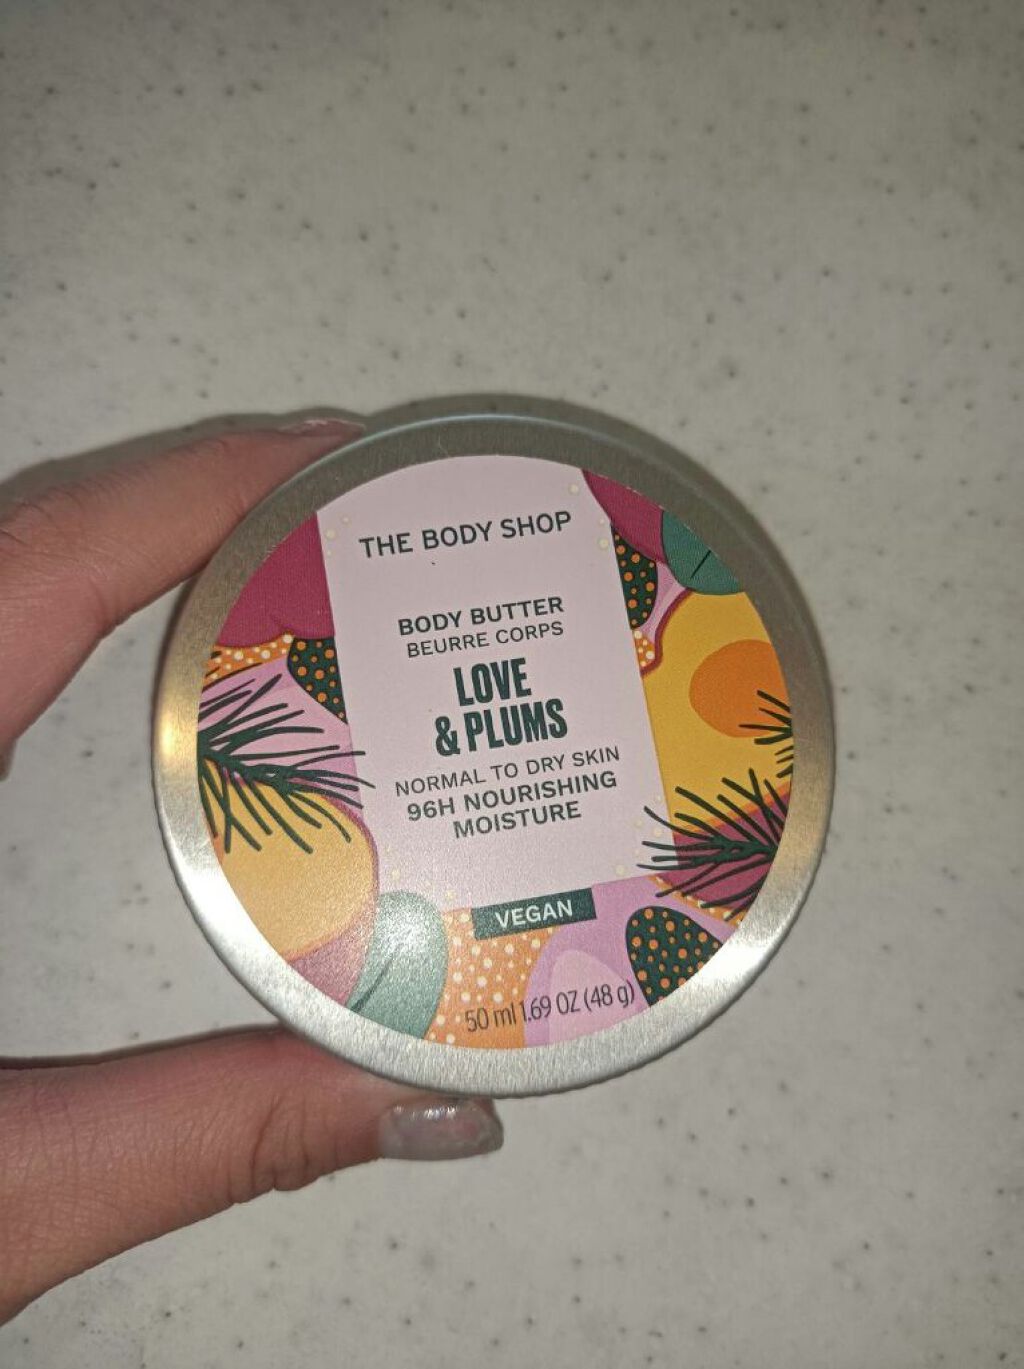 THE BODY SHOP
BODY BUTTER
BEURRE CORPS
LOVE
& PLUMS
NORMAL TO DRY SKIN
96H NOURISHING
MOISTURE
VEGAN
50 ml 1.69 OZ (48 g)